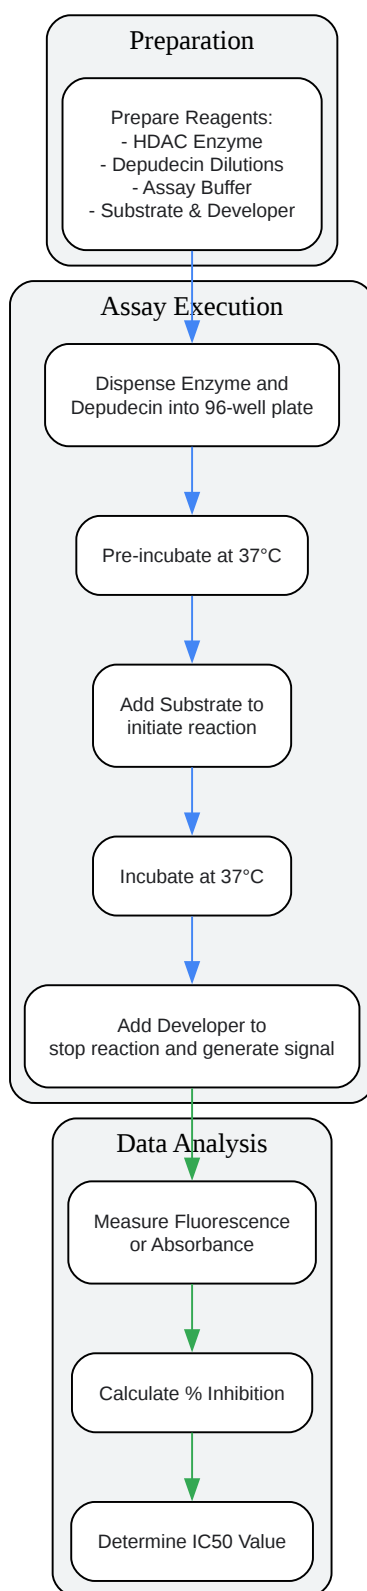 Preparation
Prepare Reagents:
- HDAC Enzyme
- Depudecin Dilutions
- Assay Buffer
- Substrate & Developer
Assay Execution
Dispense Enzyme and
Depudecin into 96-well plate
Pre-incubate at 37°C
Add Substrate to
initiate reaction
Incubate at 37°C
Add Developer to
stop reaction and generate signal
Data Analysis
Measure Fluorescence
or Absorbance
Calculate % Inhibition
Determine IC50 Value